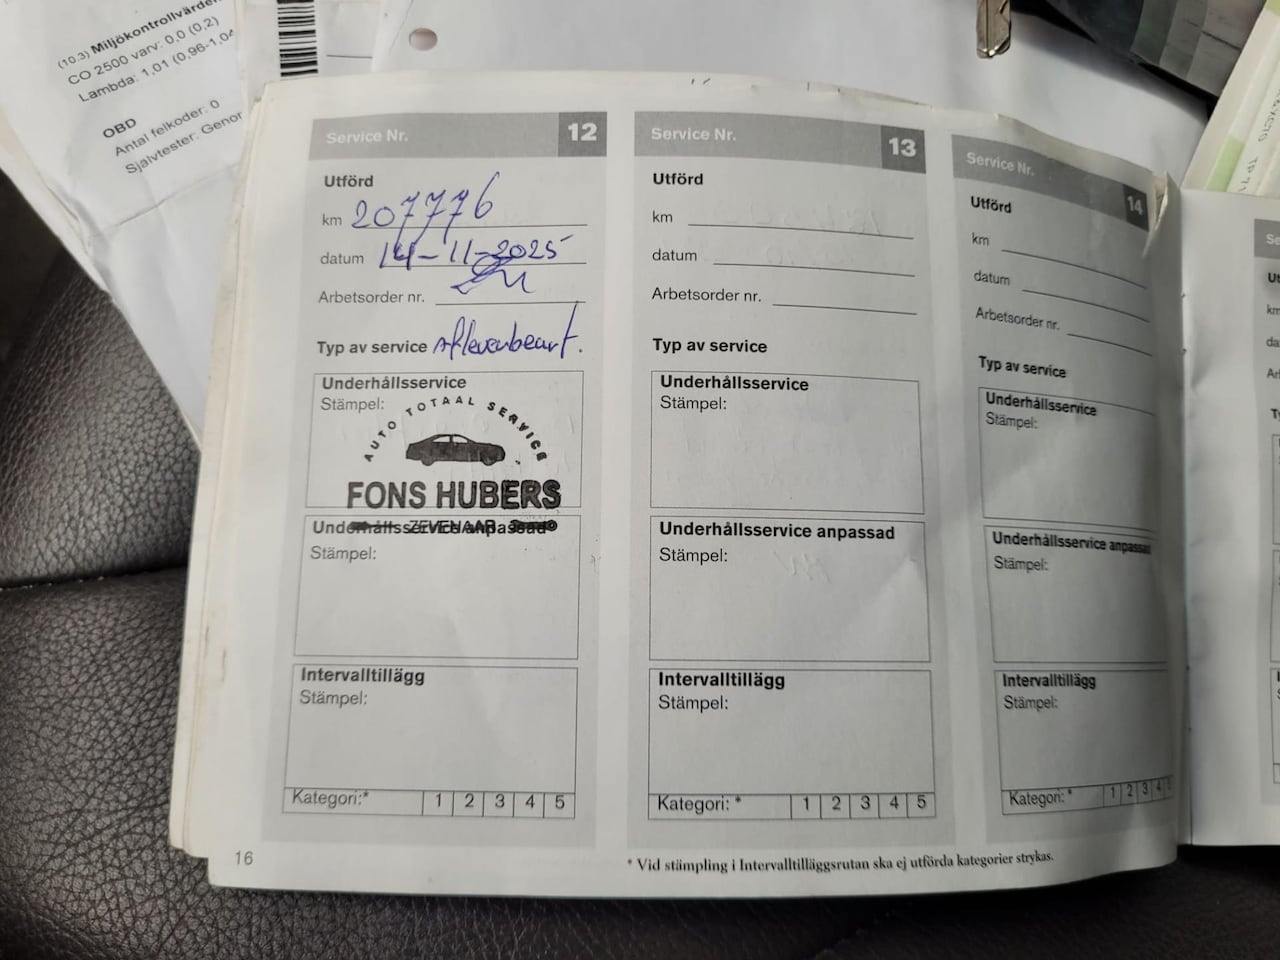 (10.3) Miljökontrollvärden
CO 2500 varv: 0,0 (0,2)
Lambda: 1,01 (0,96-1,04
OBD
Antal felkoder: 0
Självtester: Genor
Service Nr. 12
Utförd
km 207776
datum 14-11-2025
Arbetsorder nr.
Typ av service Afleverbeurt.
Underhållsservice
Stämpel:
AUTO TOTAAL SERVICE
FONS HUBERS
ZEVENAAR
Underhållsservice anpassad
Stämpel:
Intervalltillägg
Stämpel:
Kategori:* 1 2 3 4 5
16
Service Nr. 13
Utförd
km
datum
Arbetsorder nr.
Typ av service
Underhållsservice
Stämpel:
Underhållsservice anpassad
Stämpel:
Intervalltillägg
Stämpel:
Kategori: * 1 2 3 4 5
Service Nr. 14
Utförd
km
datum
Arbetsorder nr.
Typ av service
Underhållsservice
Stämpel:
Underhållsservice anpassad
Stämpel:
Intervalltillägg
Stämpel:
Kategori: * 1 2 3 4 5
* Vid stämpling i Intervalltilläggsrutan ska ej utförda kategorier strykas.